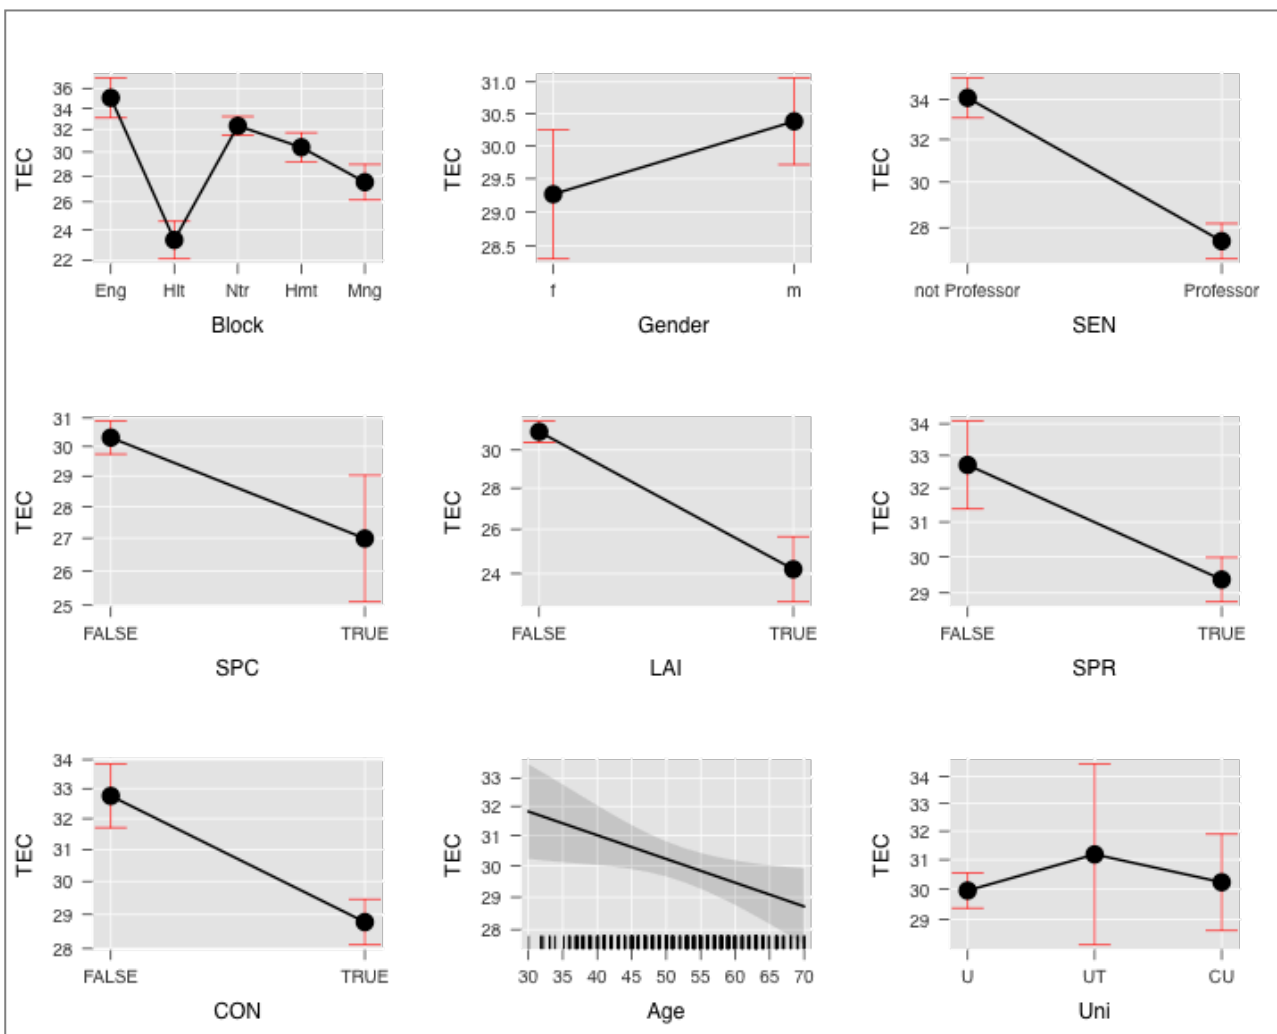 TEC
36
34
32
30
28
26
24
22
Eng Hlt Ntr Hmt Mng
Block
TEC
31.0
30.5
30.0
29.5
29.0
28.5
f m
Gender
TEC
34
32
30
28
not Professor Professor
SEN
TEC
31
30
29
28
27
26
25
FALSE TRUE
SPC
TEC
30
28
26
24
FALSE TRUE
LAI
TEC
34
33
32
31
30
29
FALSE TRUE
SPR
TEC
34
33
32
31
30
29
28
FALSE TRUE
CON
TEC
33
32
31
30
29
28
30 35 40 45 50 55 60 65 70
Age
TEC
34
33
32
31
30
29
U UT CU
Uni